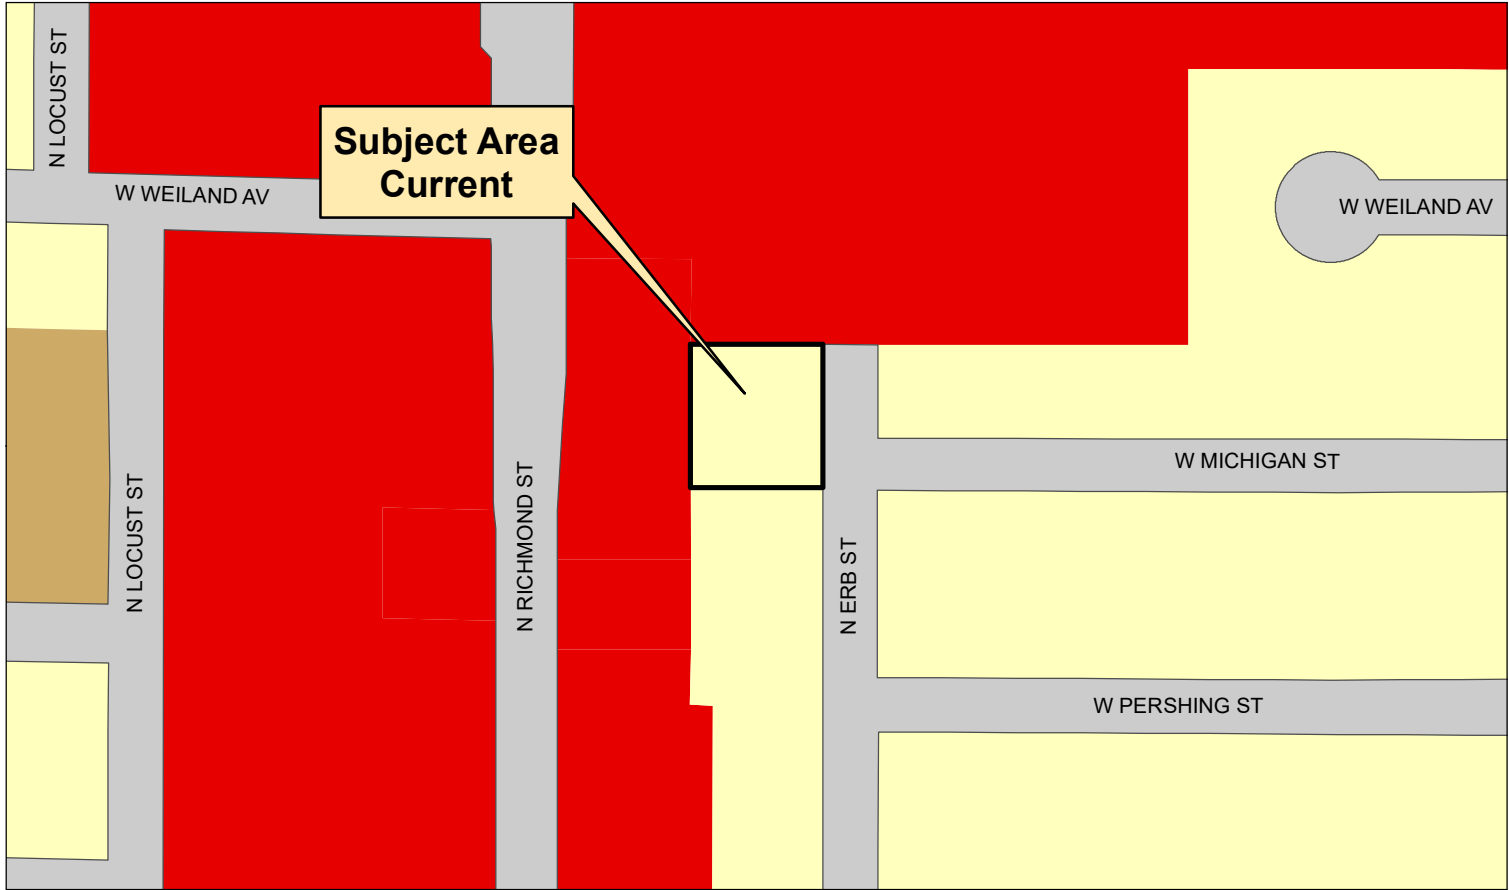 N LOCUST ST
Subject Area
Current
W WEILAND AV
W WEILAND AV
W MICHIGAN ST
N LOCUST ST
N RICHMOND ST
N ERB ST
W PERSHING ST